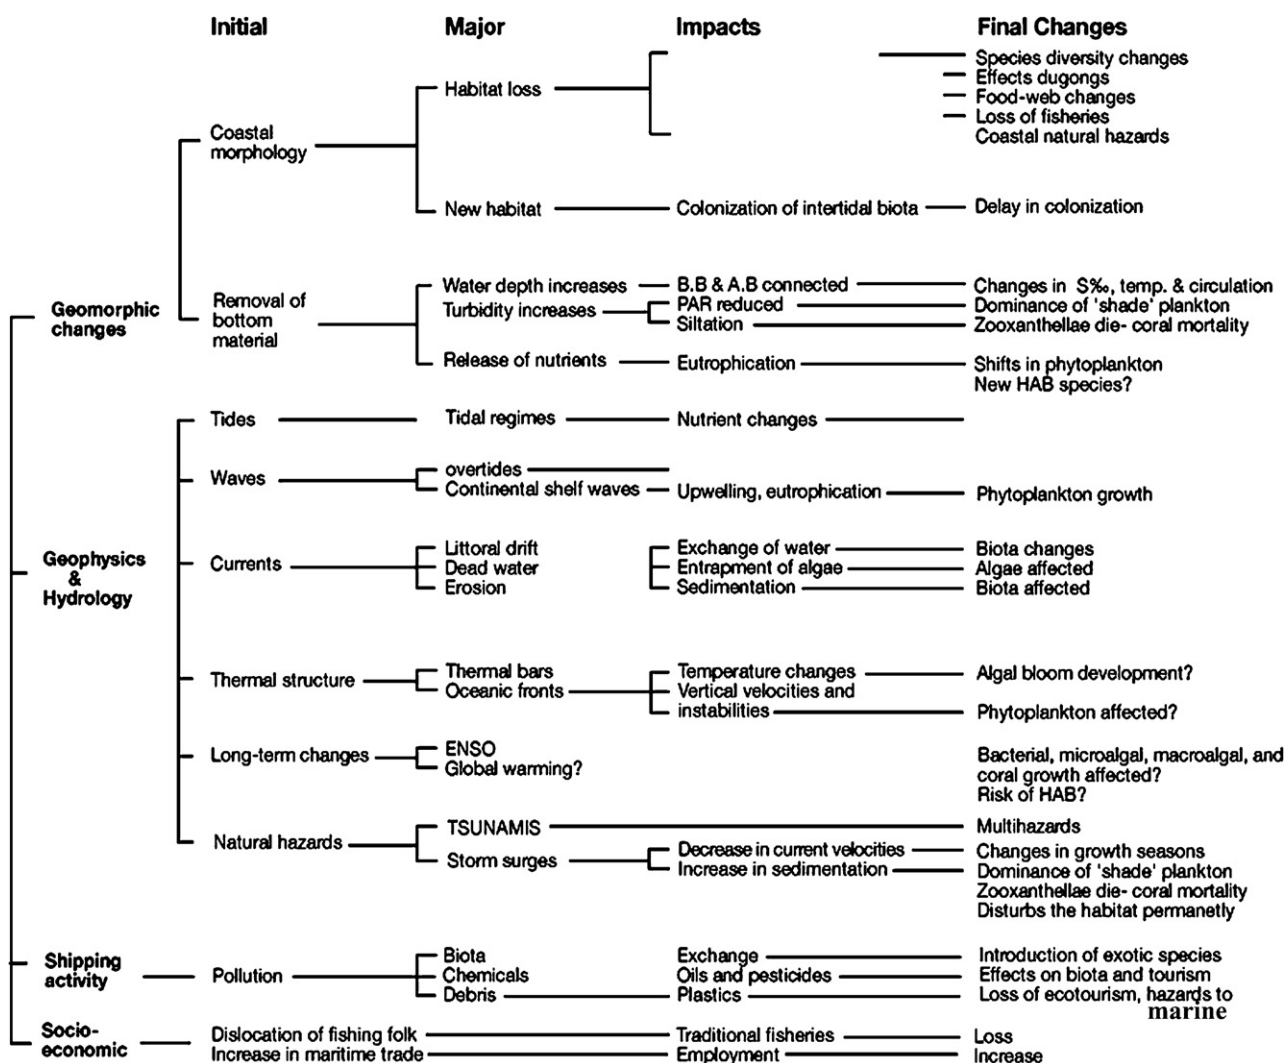 Initial Major Impacts Final Changes
Species diversity changes
Effects dugongs
Habitat loss
Food-web changes
Loss of fisheries
Coastal natural hazards
Coastal
morphology
New habitat Colonization of intertidal biota Delay in colonization
Geomorphic
changes
Removal of
bottom
material
Water depth increases B.B & A.B connected Changes in S‰, temp. & circulation
Turbidity increases PAR reduced Dominance of 'shade' plankton
Siltation Zooxanthellae die- coral mortality
Release of nutrients Eutrophication Shifts in phytoplankton
New HAB species?
Tides Tidal regimes Nutrient changes
Waves overtides
Continental shelf waves Upwelling, eutrophication Phytoplankton growth
Geophysics
&
Hydrology
Currents
Littoral drift Exchange of water Biota changes
Dead water Entrapment of algae Algae affected
Erosion Sedimentation Biota affected
Thermal structure
Thermal bars Temperature changes Algal bloom development?
Oceanic fronts Vertical velocities and
instabilities Phytoplankton affected?
Long-term changes
ENSO
Global warming?
Bacterial, microalgal, macroalgal, and
coral growth affected?
Risk of HAB?
Natural hazards
TSUNAMIS Multihazards
Storm surges Decrease in current velocities Changes in growth seasons
Increase in sedimentation Dominance of 'shade' plankton
Zooxanthellae die- coral mortality
Disturbs the habitat permanetly
Shipping
activity
Pollution
Biota Exchange Introduction of exotic species
Chemicals Oils and pesticides Effects on biota and tourism
Debris Plastics Loss of ecotourism, hazards to
marine
Socio-
economic
Dislocation of fishing folk Traditional fisheries Loss
Increase in maritime trade Employment Increase